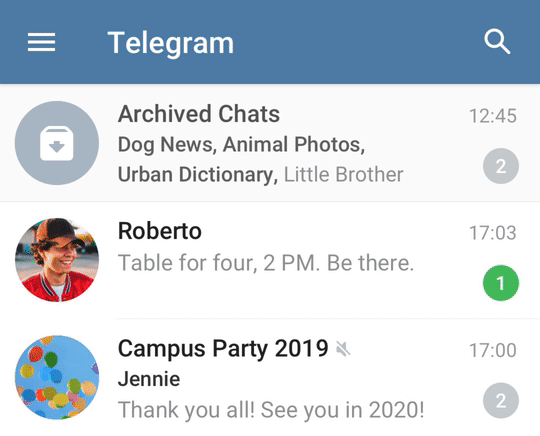 Telegram
Archived Chats 12:45
Dog News, Animal Photos,
Urban Dictionary, Little Brother 2
Roberto 17:03
Table for four, 2 PM. Be there. 1
Campus Party 2019 17:00
Jennie
Thank you all! See you in 2020! 2